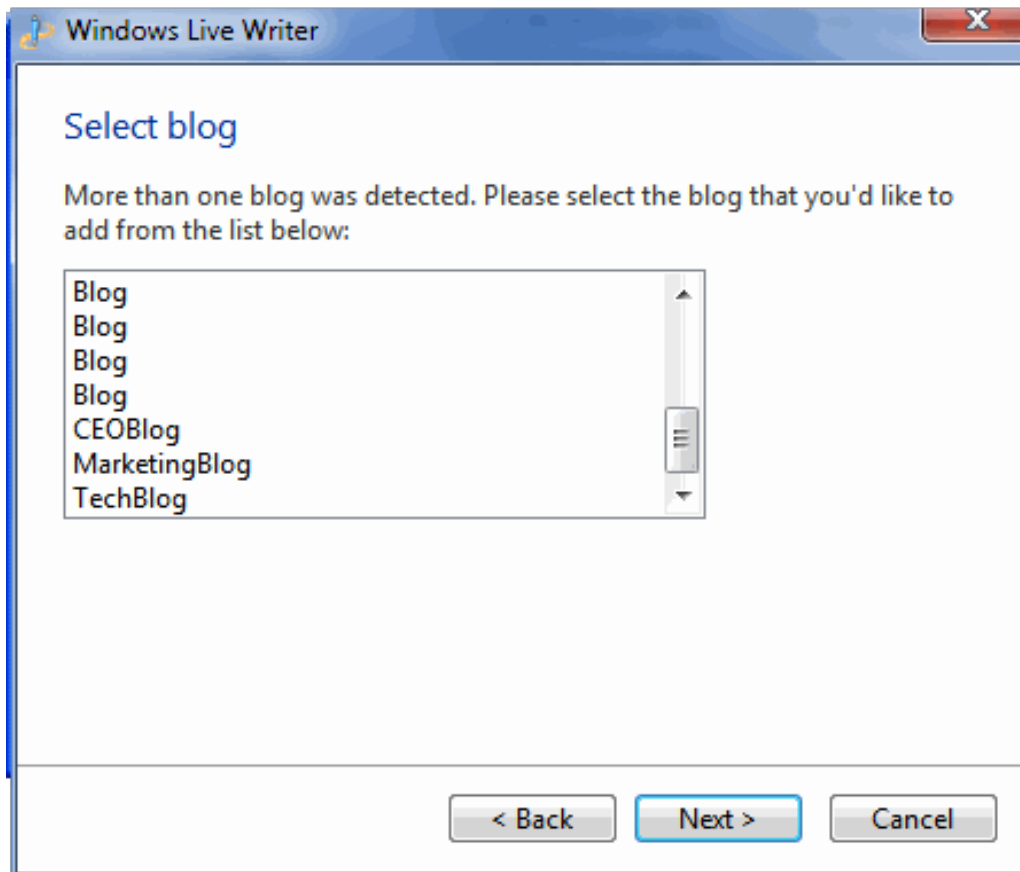 Windows Live Writer
Select blog
More than one blog was detected. Please select the blog that you'd like to
add from the list below:
Blog
Blog
Blog
Blog
CEOBlog
MarketingBlog
TechBlog
< Back Next > Cancel